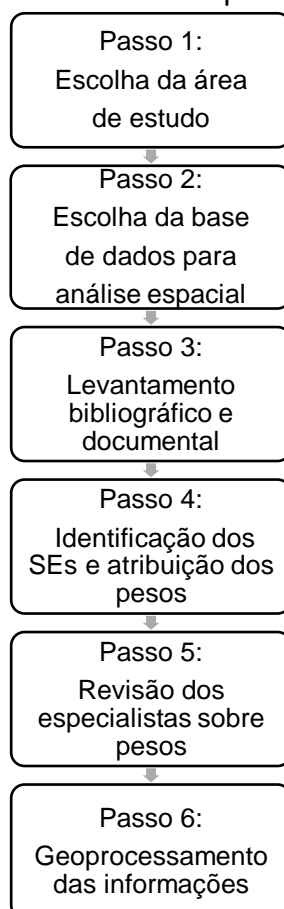 Passo 1:
Escolha da área
de estudo
Passo 2:
Escolha da base
de dados para
análise espacial
Passo 3:
Levantamento
bibliográfico e
documental
Passo 4:
Identificação dos
SEs e atribuição dos
pesos
Passo 5:
Revisão dos
especialistas sobre
pesos
Passo 6:
Geoprocessamento
das informações